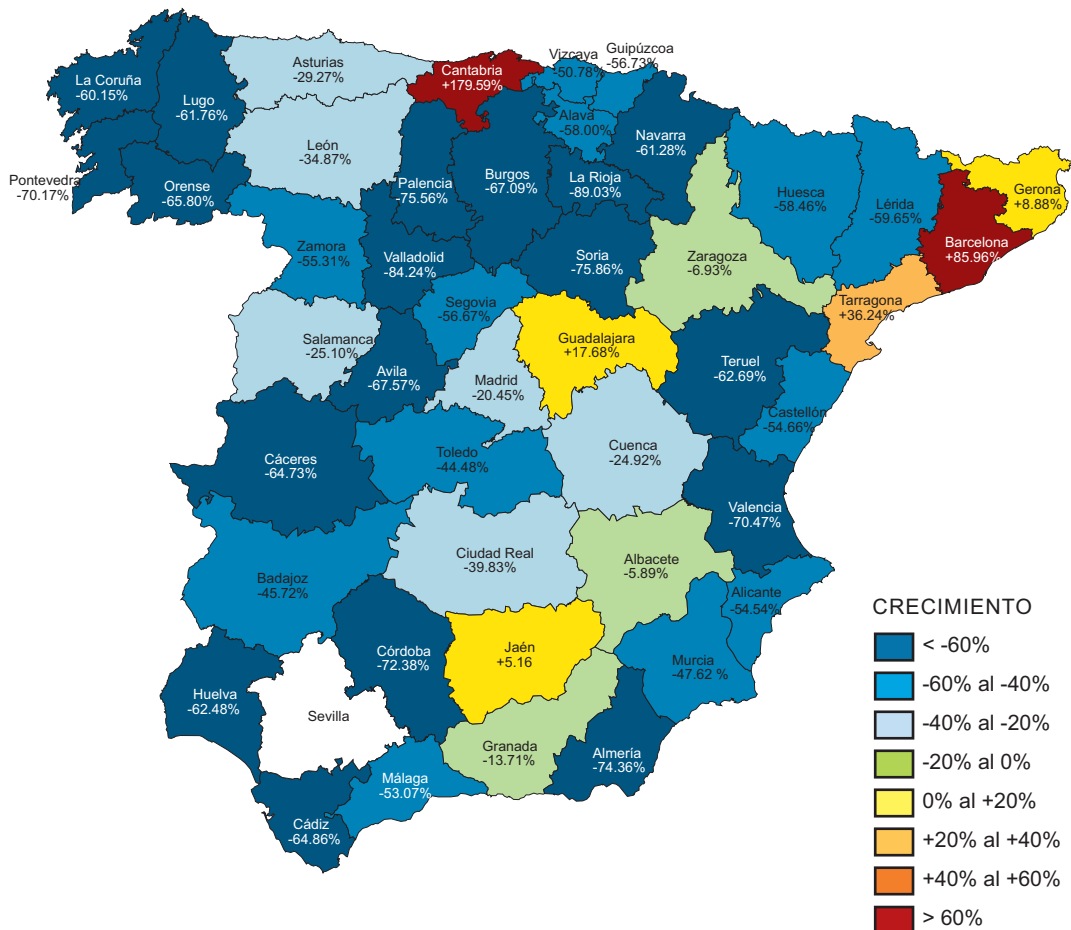 La Coruña
-60.15%
Lugo
-61.76%
Asturias
-29.27%
Cantabria
+179.59%
Vizcaya
-50.78%
Guipúzcoa
-56.73%
Alava
-58.00%
Navarra
-61.28%
Pontevedra
-70.17%
Orense
-65.80%
León
-34.87%
Palencia
-75.56%
Burgos
-67.09%
La Rioja
-89.03%
Huesca
-58.46%
Lérida
-59.65%
Gerona
+8.88%
Barcelona
+85.96%
Zamora
-55.31%
Valladolid
-84.24%
Soria
-75.86%
Zaragoza
-6.93%
Tarragona
+36.24%
Segovia
-56.67%
Salamanca
-25.10%
Avila
-67.57%
Madrid
-20.45%
Guadalajara
+17.68%
Teruel
-62.69%
Castellón
-54.66%
Cáceres
-64.73%
Toledo
-44.48%
Cuenca
-24.92%
Valencia
-70.47%
Badajoz
-45.72%
Ciudad Real
-39.83%
Albacete
-5.89%
Alicante
-54.54%
Huelva
-62.48%
Sevilla
Córdoba
-72.38%
Jaén
+5.16
Murcia
-47.62 %
Granada
-13.71%
Almería
-74.36%
Málaga
-53.07%
Cádiz
-64.86%
CRECIMIENTO
< -60%
-60% al -40%
-40% al -20%
-20% al 0%
0% al +20%
+20% al +40%
+40% al +60%
> 60%